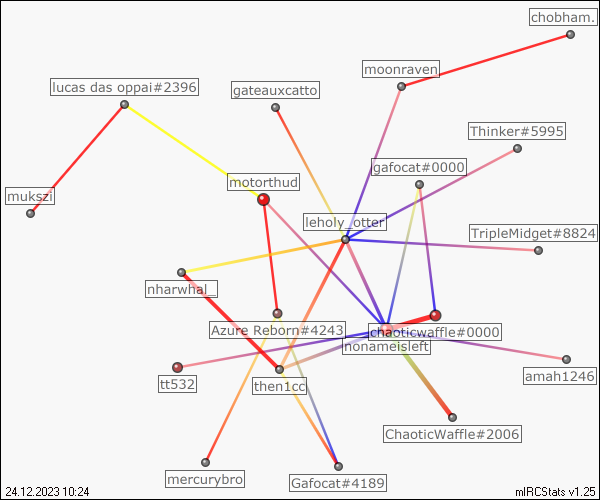 chobham.
moonraven
lucas das oppai#2396
gateauxcatto
Thinker#5995
gafocat#0000
motorthud
mukszi
leholy_otter
TripleMidget#8824
nharwhal_
Azure Reborn#4243
chaoticwaffle#0000
nonameisleft
tt532
then1cc
amah1246
ChaoticWaffle#2006
mercurybro
Gafocat#4189
24.12.2023 10:24
mIRCStats v1.25